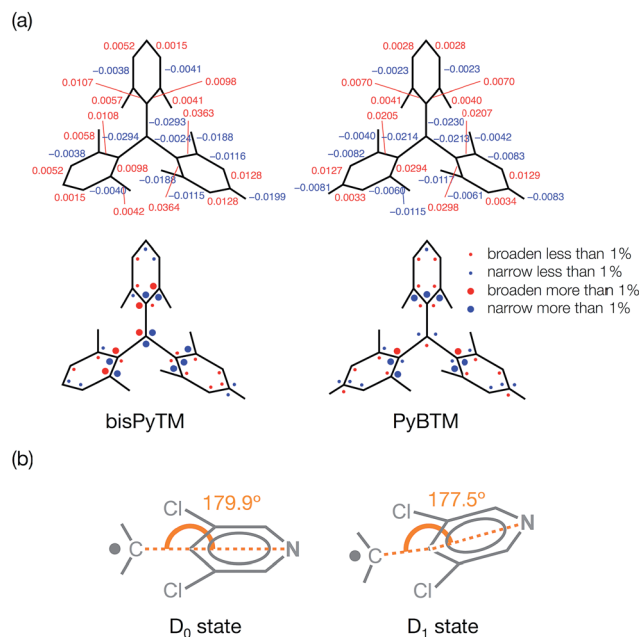 (a)
0.0052 0.0015 0.0028 0.0028
−0.0038 −0.0041 −0.0023 −0.0023
0.0107 0.0098 0.0070 0.0070
0.0057 0.0041 0.0041 0.0040
0.0108 0.0363 0.0205 0.0207
−0.0293 −0.0230
0.0058 −0.0294 −0.0024 −0.0188 −0.0040 −0.0214 −0.0213 −0.0042
−0.0038 −0.0116 −0.0082 −0.0083
0.0052 0.0098 0.0128 0.0127 0.0294 0.0129
−0.0188 −0.0117
0.0015 −0.0040 −0.0115 −0.0199 −0.0081 −0.0060 −0.0061 −0.0083
0.0042 0.0364 0.0128 0.0033 −0.0115 0.0298 0.0034
broaden less than 1%
narrow less than 1%
broaden more than 1%
narrow more than 1%
bisPyTM PyBTM
(b)
Cl 179.9º Cl 177.5º
C N C N
Cl Cl
D0 state D1 state